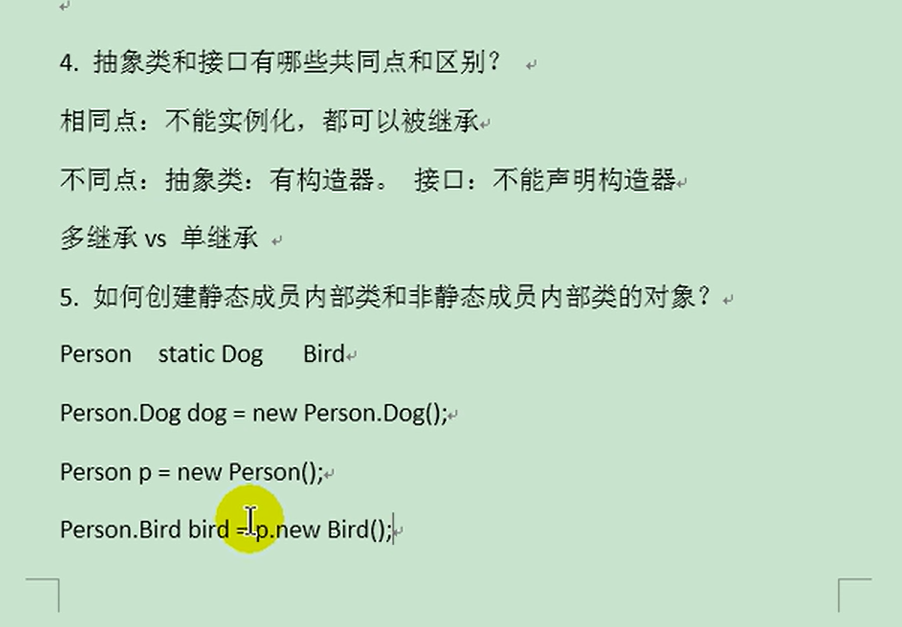 4. 抽象类和接口有哪些共同点和区别？
相同点：不能实例化，都可以被继承
不同点：抽象类：有构造器。 接口：不能声明构造器
多继承 vs 单继承
5. 如何创建静态成员内部类和非静态成员内部类的对象？
Person static Dog Bird
Person.Dog dog = new Person.Dog();
Person p = new Person();
Person.Bird bird = p.new Bird();